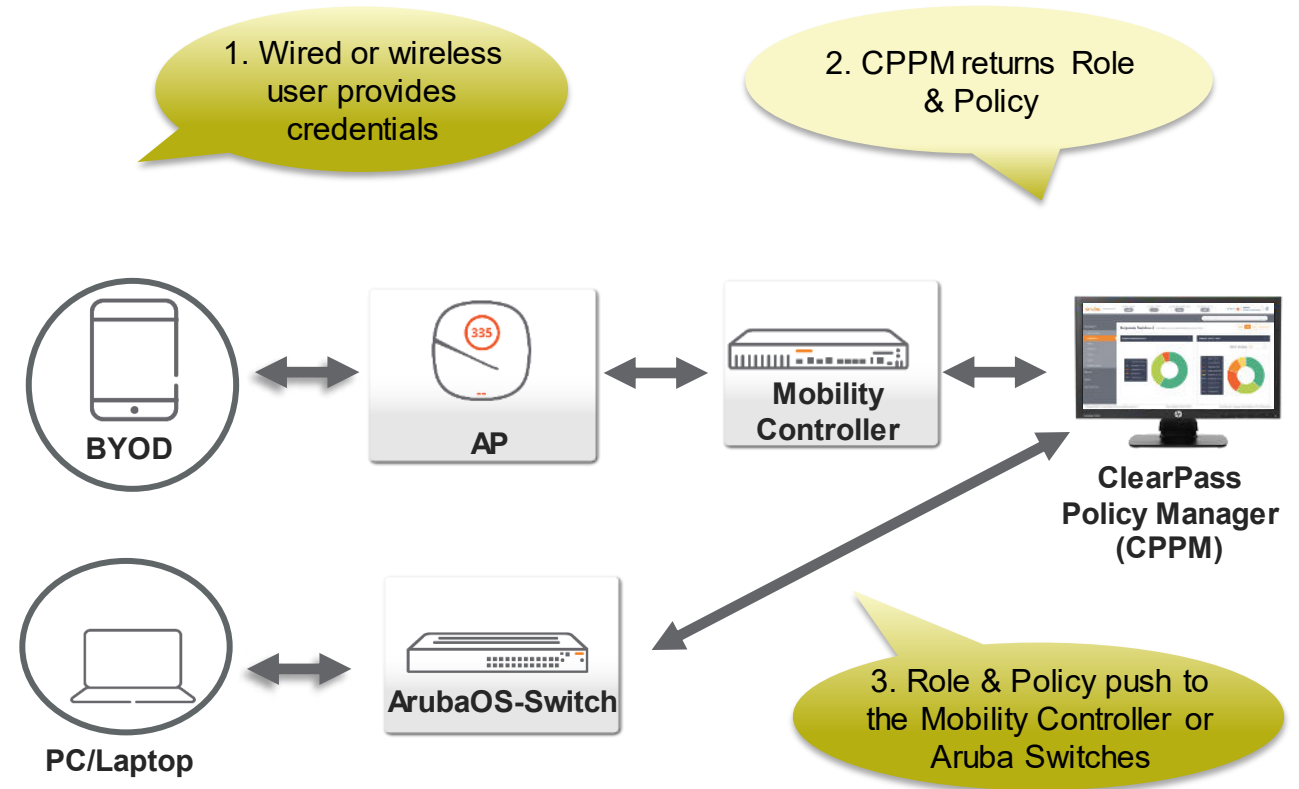 1. Wired or wireless
user provides
credentials
2. CPPM returns Role
& Policy
335
BYOD
AP
Mobility
Controller
ClearPass
Policy Manager
(CPPM)
PC/Laptop
ArubaOS-Switch
3. Role & Policy push to
the Mobility Controller or
Aruba Switches